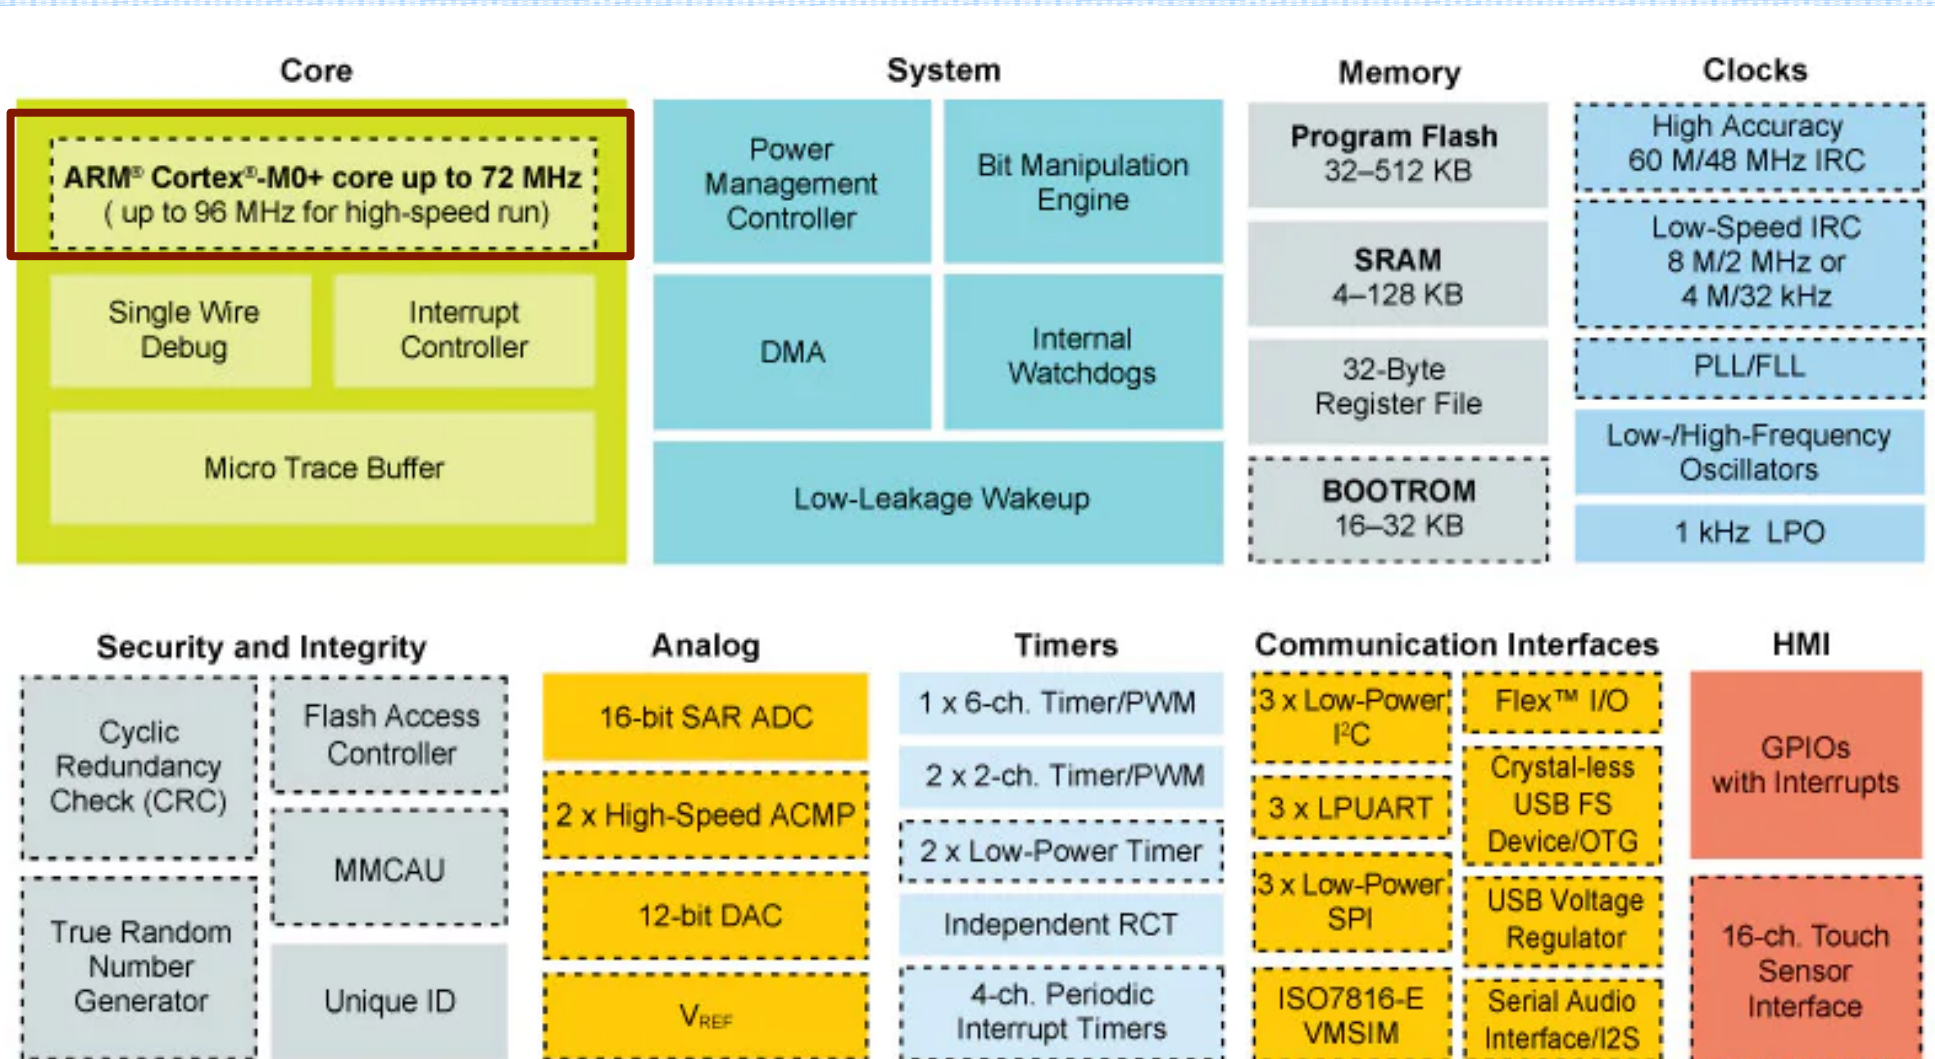 Core
ARM® Cortex®-M0+ core up to 72 MHz
( up to 96 MHz for high-speed run)
Single Wire
Debug
Interrupt
Controller
Micro Trace Buffer
System
Power
Management
Controller
Bit Manipulation
Engine
DMA
Internal
Watchdogs
Low-Leakage Wakeup
Memory
Program Flash
32–512 KB
SRAM
4–128 KB
32-Byte
Register File
BOOTROM
16–32 KB
Clocks
High Accuracy
60 M/48 MHz IRC
Low-Speed IRC
8 M/2 MHz or
4 M/32 kHz
PLL/FLL
Low-/High-Frequency
Oscillators
1 kHz LPO
Security and Integrity
Cyclic
Redundancy
Check (CRC)
Flash Access
Controller
MMCAU
True Random
Number
Generator
Unique ID
Analog
16-bit SAR ADC
2 x High-Speed ACMP
12-bit DAC
VREF
Timers
1 x 6-ch. Timer/PWM
2 x 2-ch. Timer/PWM
2 x Low-Power Timer
Independent RCT
4-ch. Periodic
Interrupt Timers
Communication Interfaces
3 x Low-Power
I²C
3 x LPUART
3 x Low-Power
SPI
ISO7816-E
VMSIM
Flex™ I/O
Crystal-less
USB FS
Device/OTG
USB Voltage
Regulator
Serial Audio
Interface/I2S
HMI
GPIOs
with Interrupts
16-ch. Touch
Sensor
Interface